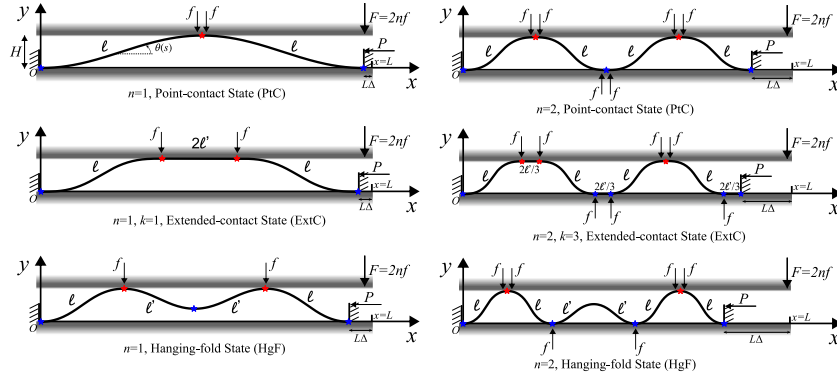 y
f f
F=2nf
H
ℓ
θ(s)
ℓ
P
x=L
O
x
LΔ
n=1, Point-contact State (PtC)
y
f f
f f
F=2nf
ℓ
ℓ
ℓ
ℓ
P
x=L
O
x
f f
LΔ
n=2, Point-contact State (PtC)
y
f
2ℓ'
f
F=2nf
ℓ
ℓ
P
x=L
O
x
LΔ
n=1, k=1, Extended-contact State (ExtC)
y
f
f
f f
F=2nf
ℓ
2ℓ'/3
ℓ
2ℓ'/3
ℓ
ℓ
2ℓ'/3
P
x=L
O
x
f
f
f
LΔ
n=2, k=3, Extended-contact State (ExtC)
y
f
f
F=2nf
ℓ
ℓ'
ℓ'
ℓ
P
x=L
O
x
LΔ
n=1, Hanging-fold State (HgF)
y
f f
f f
F=2nf
ℓ
ℓ
ℓ'
ℓ'
ℓ
ℓ
P
x=L
O
x
f
f
LΔ
n=2, Hanging-fold State (HgF)